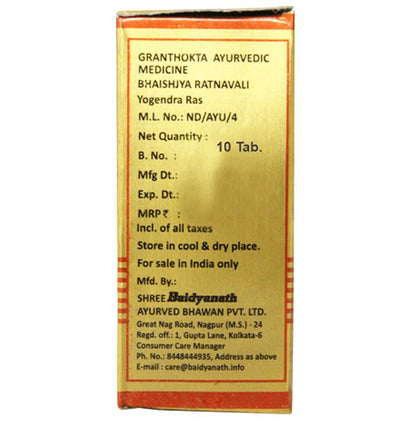 GRANTHOKTA AYURVEDIC
MEDICINE
BHAISHJYA RATNAVALI
Yogendra Ras
M.L. No.: ND/AYU/4
Net Quantity : 10 Tab.
B. No. :
Mfg Dt.:
Exp. Dt.:
MRP₹ :
Incl. of all taxes
Store in cool & dry place.
For sale in India only
Mfd. By.:
SHREE Baidyanath
AYURVED BHAWAN PVT. LTD.
Great Nag Road, Nagpur (M.S.) - 24
Regd. off.: 1, Gupta Lane, Kolkata-6
Consumer Care Manager
Ph. No.: 8448444935, Address as above
E-mail : care@baidyanath.info